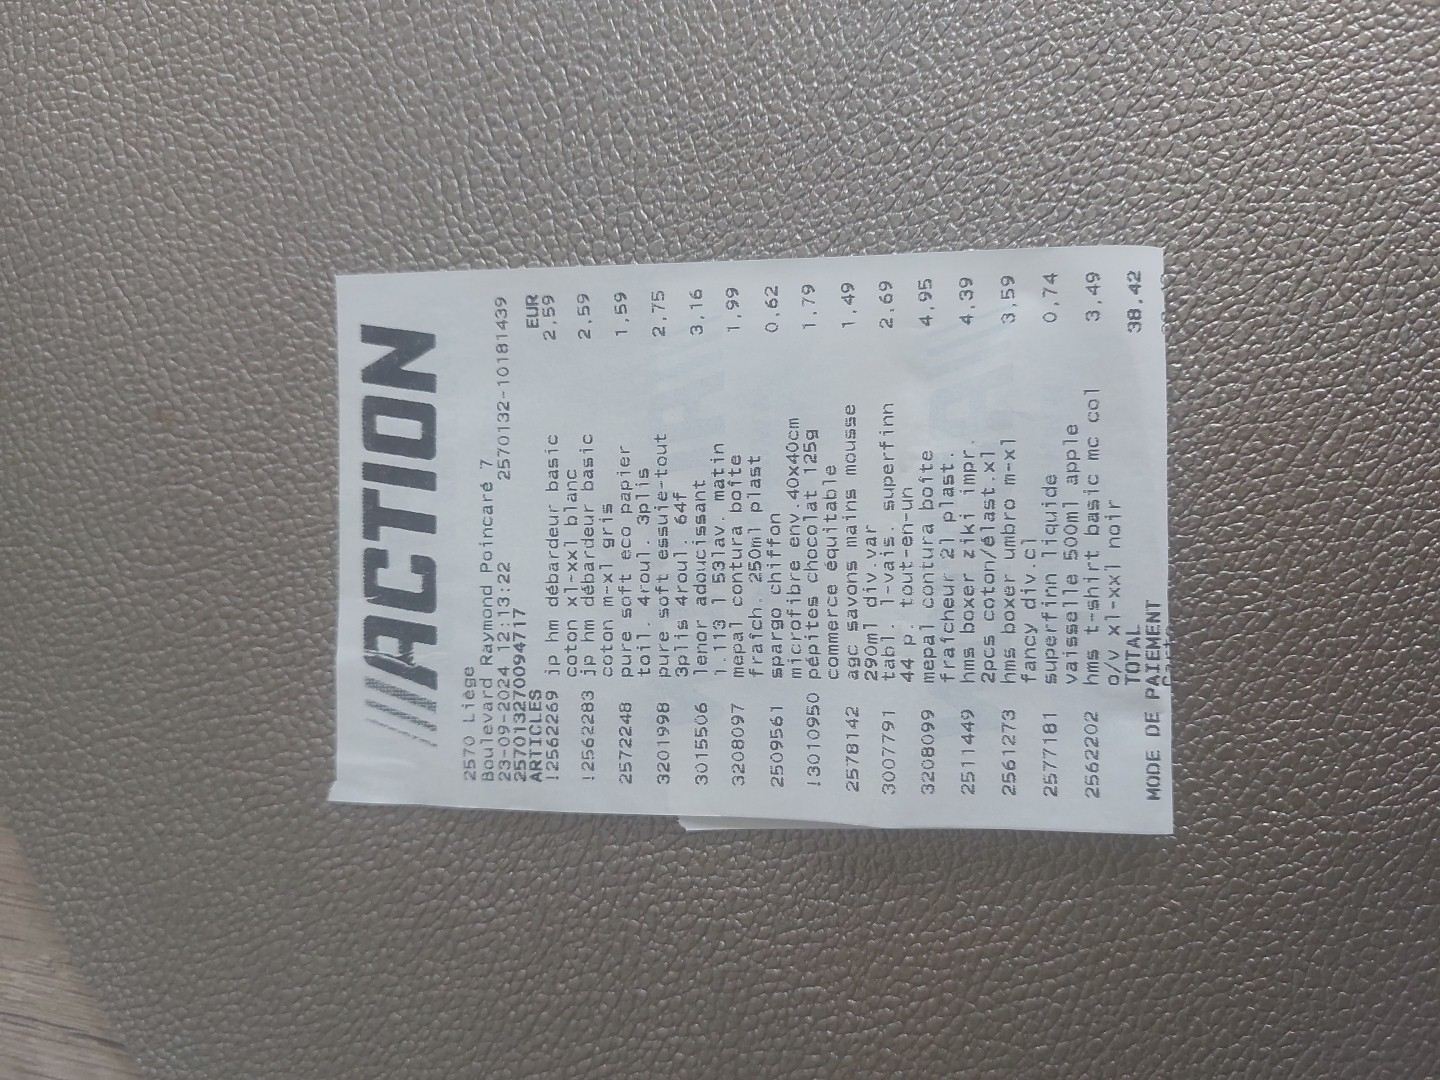 ///ACTION
2570 Liège
Boulevard Raymond Poincaré 7
23-09-2024 12:13:22 2570132-10181439
257013270094717
ARTICLES EUR
!2562269 jp hm débardeur basic 2,59
coton xl-xxl blanc
!2562283 jp hm débardeur basic 2,59
coton m-xl gris
2572248 pure soft eco papier 1,59
toil. 4roul. 3plis
3201998 pure soft essuie-tout 2,75
3plis 4roul. 64f
3015506 lenor adoucissant 3,16
1.113 l 53lav. matin
3208097 mepal contura boîte 1,99
fraîch. 250ml plast
2509561 spargo chiffon 0,62
microfibre env.40x40cm
!3010950 pépites chocolat 125g 1,79
commerce équitable
2578142 agc savons mains mousse 1,49
290ml div.var
3007791 tabl. l-vais. superfinn 2,69
44 p. tout-en-un
3208099 mepal contura boîte 4,95
fraîcheur 2l plast.
2511449 hms boxer ziki impr. 4,39
2pcs coton/élast.xl
2561273 hms boxer umbro m-xl 3,59
fancy div.cl
2577181 superfinn liquide 0,74
vaisselle 500ml apple
2562202 hms t-shirt basic mc col 3,49
o/v xl-xxl noir
TOTAL 38,42
MODE DE PAIEMENT